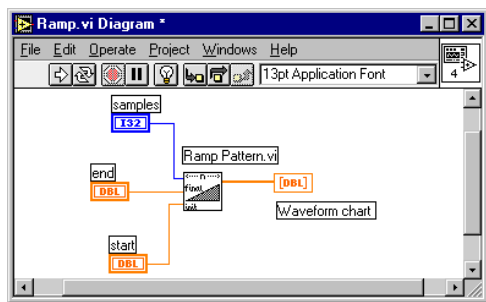 Ramp.vi Diagram *
File Edit Operate Project Windows Help
13pt Application Font
4
samples
I32
Ramp Pattern.vi
n
end
DBL
final
[DBL]
init
Waveform chart
start
DBL